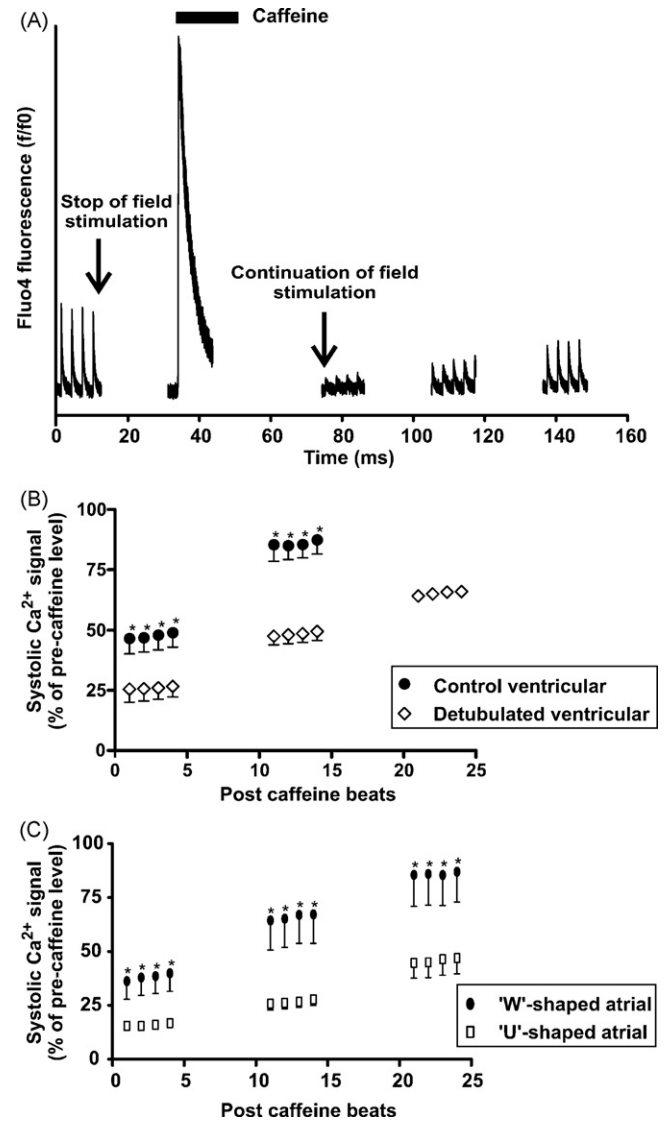 (A)
Caffeine
Fluo4 fluorescence (f/f0)
Stop of field
stimulation
Continuation of field
stimulation
0 20 40 60 80 100 120 140 160
Time (ms)
(B)
Systolic Ca2+ signal
(% of pre-caffeine level)
100
75
50
25
0
* * * *
* * * *
Control ventricular
Detubulated ventricular
0 5 10 15 20 25
Post caffeine beats
(C)
Systolic Ca2+ signal
(% of pre-caffeine level)
100
75
50
25
0
* * * *
* * * *
* * * *
'W'-shaped atrial
'U'-shaped atrial
0 5 10 15 20 25
Post caffeine beats